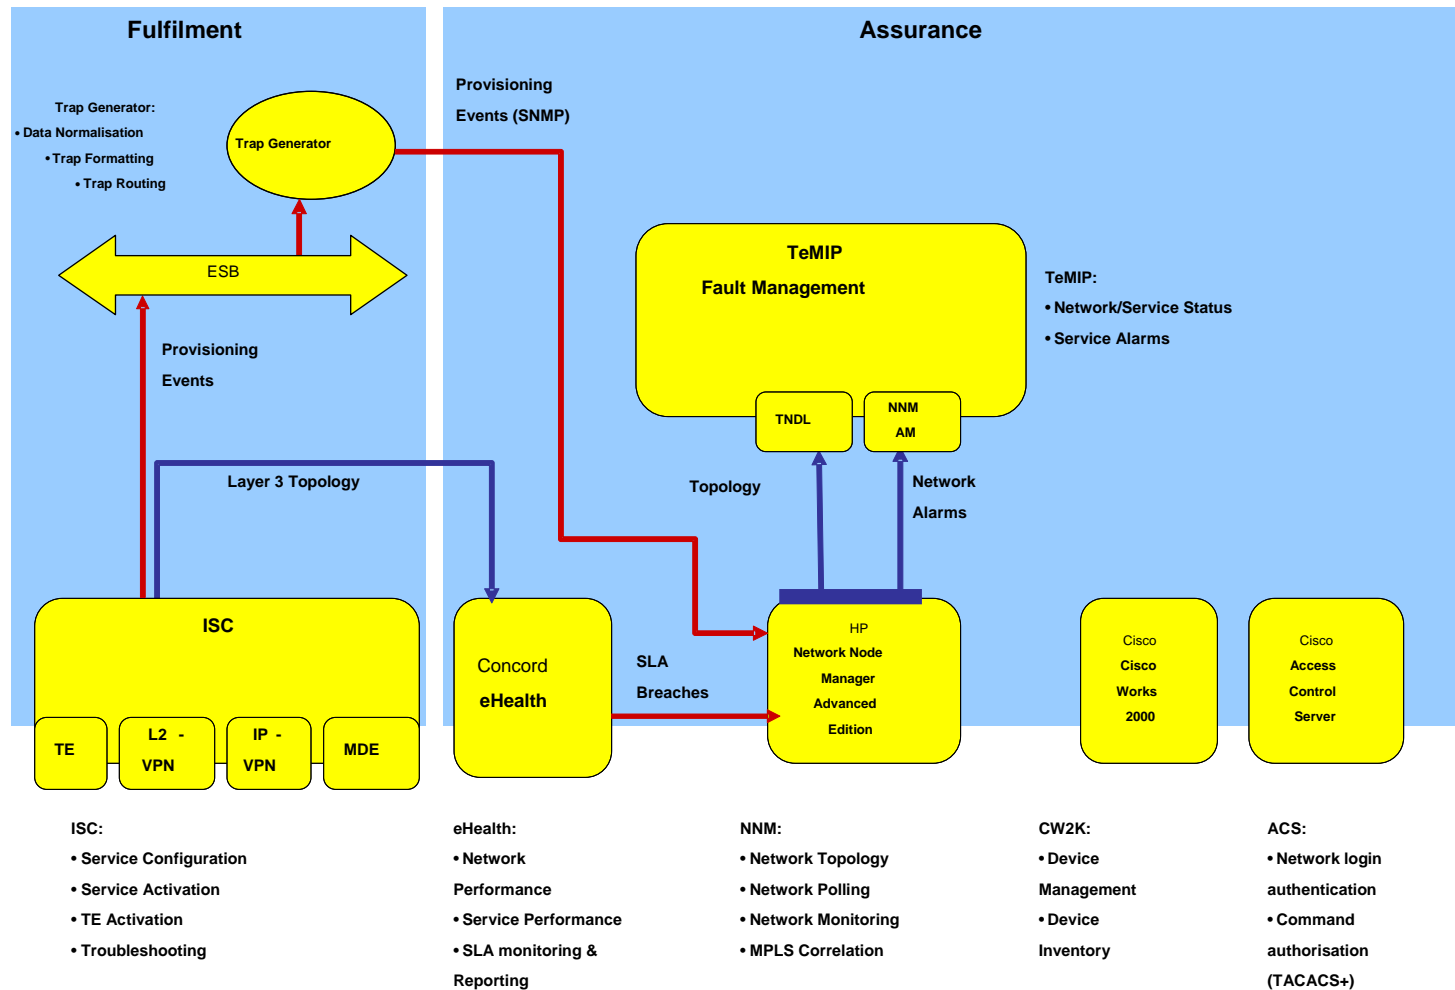 Fulfilment
Assurance
Trap Generator:
• Data Normalisation
• Trap Formatting
• Trap Routing
Trap Generator
Provisioning
Events (SNMP)
ESB
Provisioning
Events
TeMIP
Fault Management
TNDL
NNM
AM
TeMIP:
• Network/Service Status
• Service Alarms
Layer 3 Topology
Topology
Network
Alarms
ISC
TE
L2 -
VPN
IP -
VPN
MDE
Concord
eHealth
SLA
Breaches
HP
Network Node
Manager
Advanced
Edition
Cisco
Cisco
Works
2000
Cisco
Access
Control
Server
ISC:
• Service Configuration
• Service Activation
• TE Activation
• Troubleshooting
eHealth:
• Network
Performance
• Service Performance
• SLA monitoring &
Reporting
NNM:
• Network Topology
• Network Polling
• Network Monitoring
• MPLS Correlation
CW2K:
• Device
Management
• Device
Inventory
ACS:
• Network login
authentication
• Command
authorisation
(TACACS+)